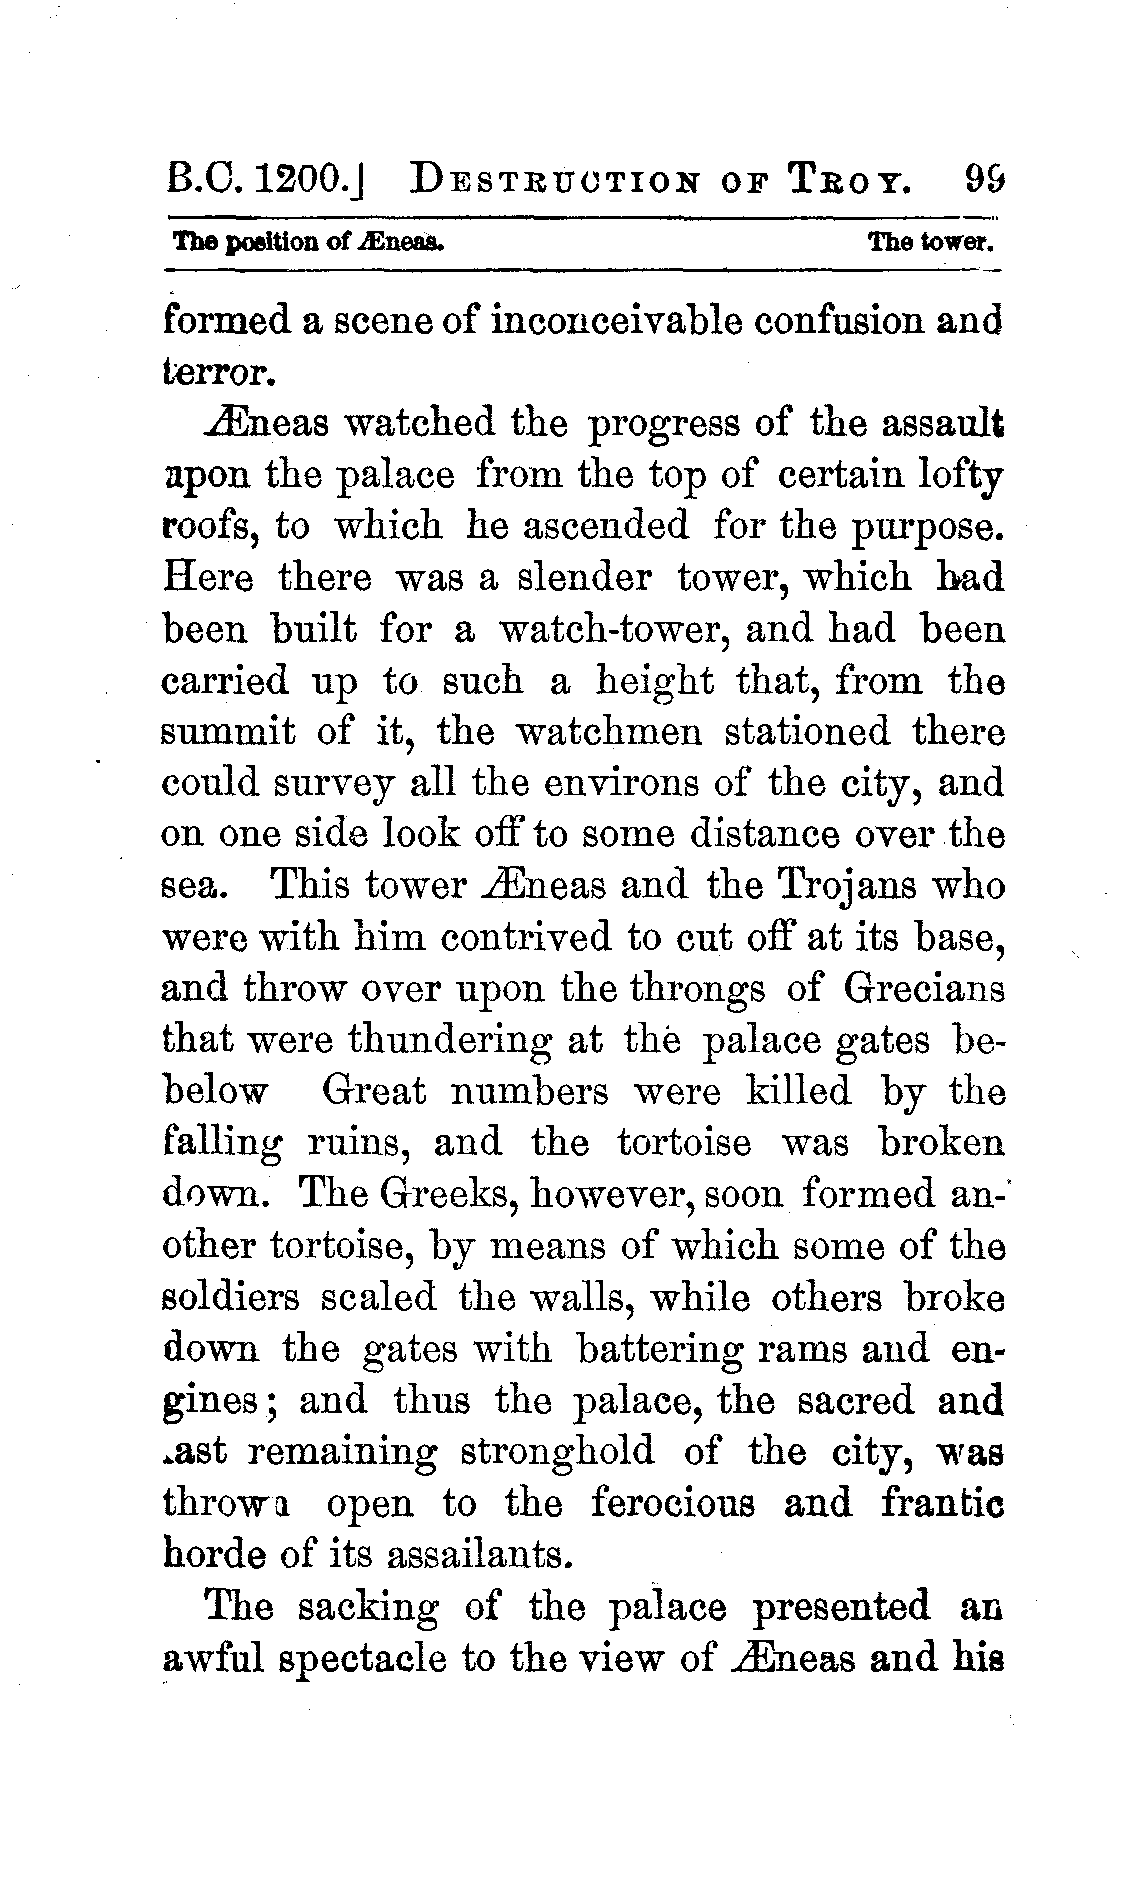 B.C. 1200.] DESTRUCTION OF TROY. 99
The position of Æneas. The tower.
formed a scene of inconceivable confusion and
terror.
Æneas watched the progress of the assault
upon the palace from the top of certain lofty
roofs, to which he ascended for the purpose.
Here there was a slender tower, which had
been built for a watch-tower, and had been
carried up to such a height that, from the
summit of it, the watchmen stationed there
could survey all the environs of the city, and
on one side look off to some distance over the
sea. This tower Æneas and the Trojans who
were with him contrived to cut off at its base,
and throw over upon the throngs of Grecians
that were thundering at the palace gates be-
below Great numbers were killed by the
falling ruins, and the tortoise was broken
down. The Greeks, however, soon formed an-
other tortoise, by means of which some of the
soldiers scaled the walls, while others broke
down the gates with battering rams and en-
gines; and thus the palace, the sacred and
last remaining stronghold of the city, was
thrown open to the ferocious and frantic
horde of its assailants.
The sacking of the palace presented an
awful spectacle to the view of Æneas and his